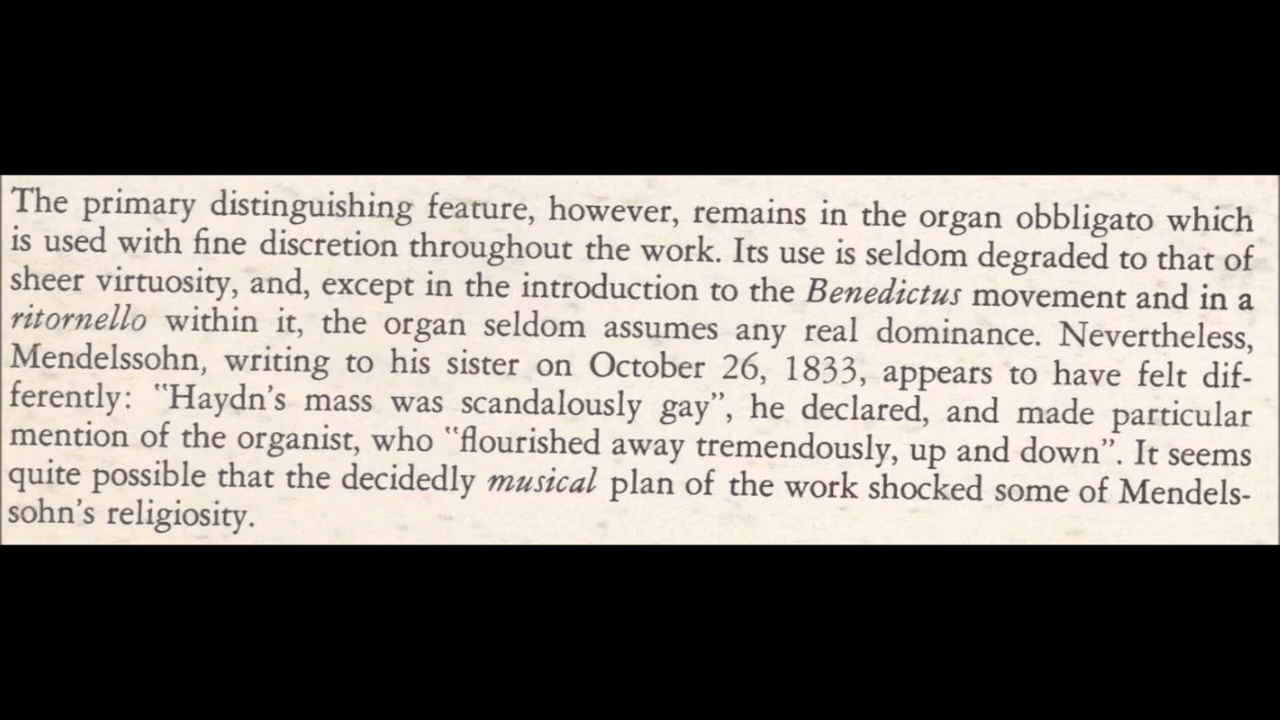 The primary distinguishing feature, however, remains in the organ obbligato which
is used with fine discretion throughout the work. Its use is seldom degraded to that of
sheer virtuosity, and, except in the introduction to the Benedictus movement and in a
ritornello within it, the organ seldom assumes any real dominance. Nevertheless,
Mendelssohn, writing to his sister on October 26, 1833, appears to have felt dif-
ferently: "Haydn's mass was scandalously gay", he declared, and made particular
mention of the organist, who "flourished away tremendously, up and down". It seems
quite possible that the decidedly musical plan of the work shocked some of Mendels-
sohn's religiosity.